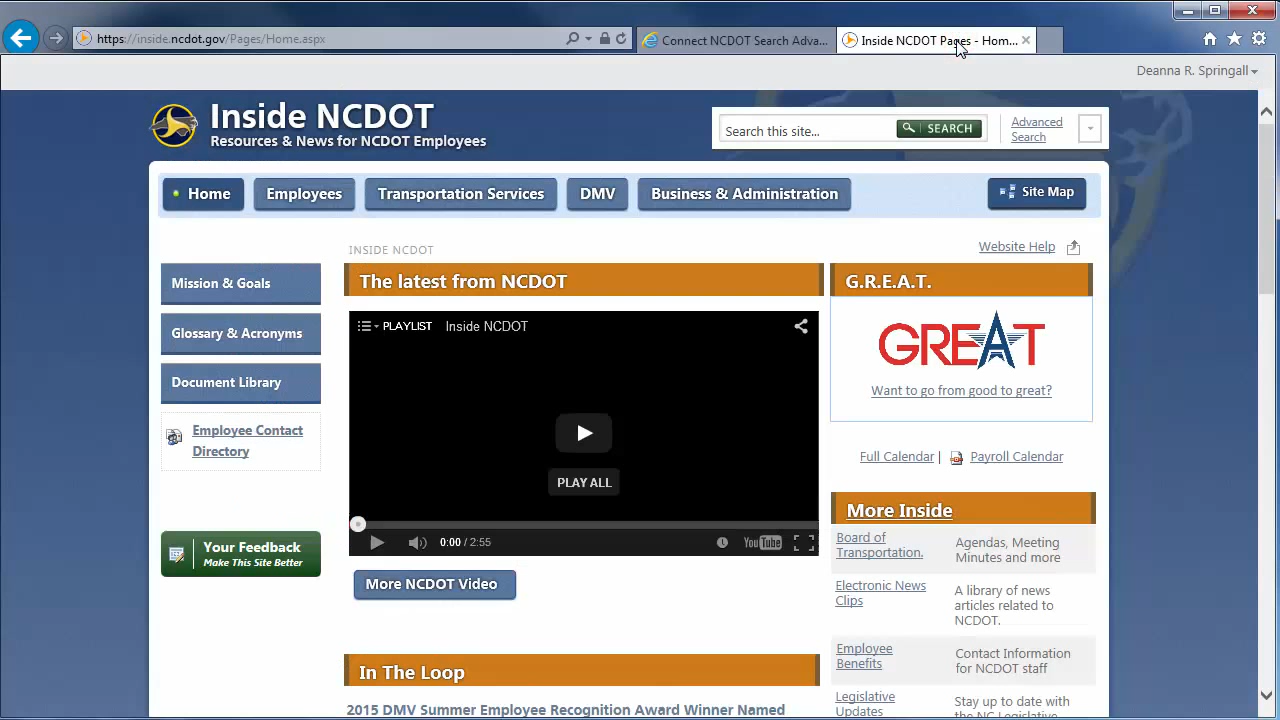 https://inside.ncdot.gov/Pages/Home.aspx
Connect NCDOT Search Adva...
Inside NCDOT Pages - Hom...
Deanna R. Springall
Inside NCDOT
Resources & News for NCDOT Employees
Search this site...
SEARCH
Advanced
Search
Home
Employees
Transportation Services
DMV
Business & Administration
Site Map
INSIDE NCDOT
Website Help
Mission & Goals
Glossary & Acronyms
Document Library
Employee Contact
Directory
Your Feedback
Make This Site Better
The latest from NCDOT
PLAYLIST Inside NCDOT
PLAY ALL
0:00 / 2:55
YouTube
More NCDOT Video
In The Loop
2015 DMV Summer Employee Recognition Award Winner Named
G.R.E.A.T.
GREAT
Want to go from good to great?
Full Calendar |
Payroll Calendar
More Inside
Board of
Transportation.
Agendas, Meeting
Minutes and more
Electronic News
Clips
A library of news
articles related to
NCDOT.
Employee
Benefits
Contact Information
for NCDOT staff
Legislative
Updates
Stay up to date with
the NC Legislative